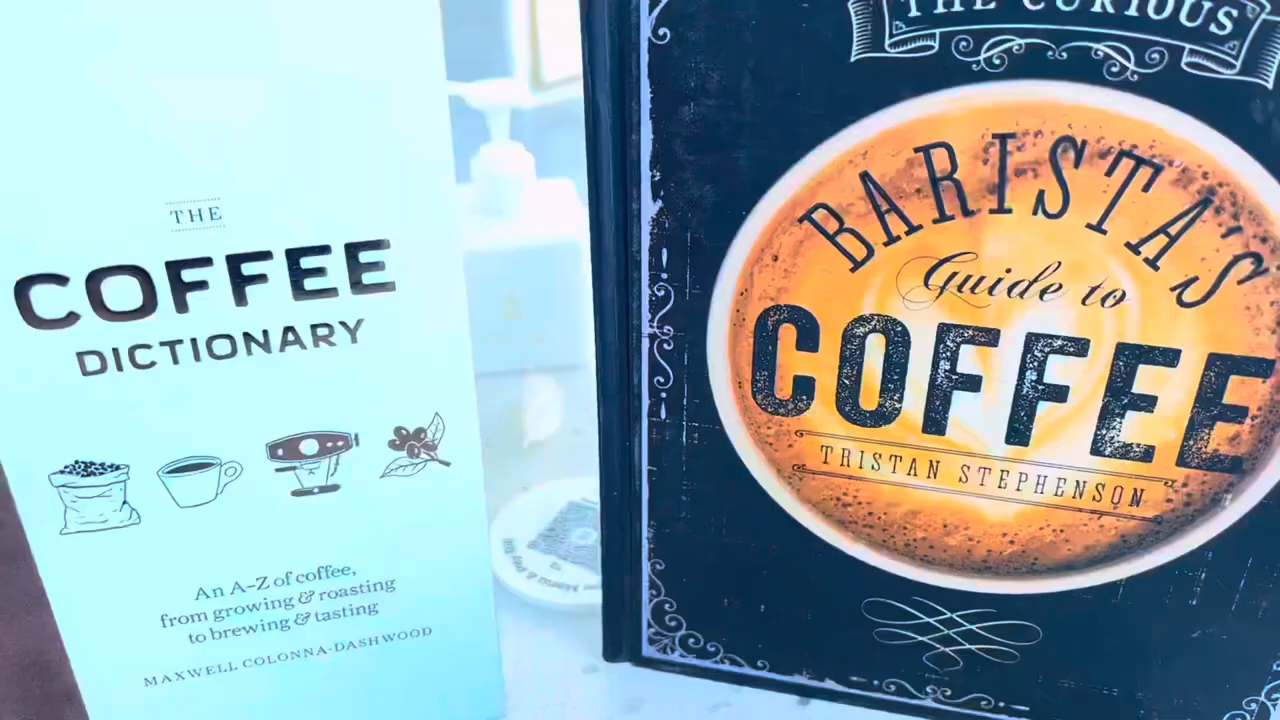 THE
COFFEE
DICTIONARY
An A-Z of coffee,
from growing & roasting
to brewing & tasting
MAXWELL COLONNA-DASHWOOD
THE CURIOUS
BARISTA'S
Guide to
COFFEE
TRISTAN STEPHENSON